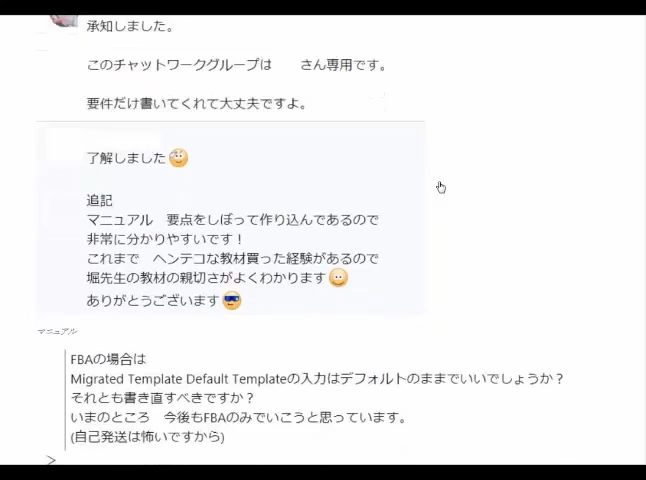 承知しました。
このチャットワークグループは　　さん専用です。
要件だけ書いてくれて大丈夫ですよ。
了解しました
追記
マニュアル　要点をしぼって作り込んであるので
非常に分かりやすいです！
これまで　ヘンテコな教材買った経験があるので
堀先生の教材の親切さがよくわかります
ありがとうございます
マニュアル
FBAの場合は
Migrated Template Default Templateの入力はデフォルトのままでいいでしょうか？
それとも書き直すべきですか？
いまのところ　今後もFBAのみでいこうと思っています。
(自己発送は怖いですから)
>